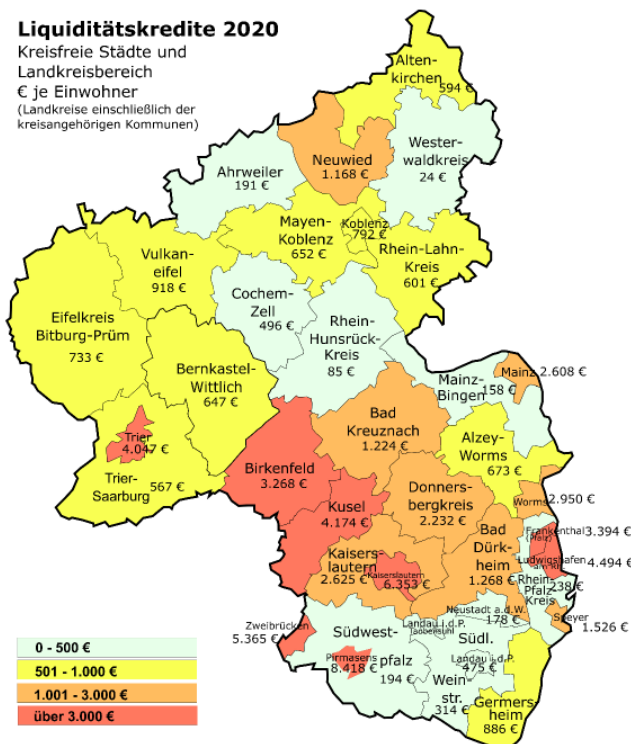 Liquiditätskredite 2020
Kreisfreie Städte und
Landkreisbereich
€ je Einwohner
(Landkreise einschließlich der
kreisangehörigen Kommunen)
Alten-
kirchen
594 €
Neuwied
1.168 €
Wester-
waldkreis
24 €
Ahrweiler
191 €
Mayen-
Koblenz
652 €
Koblenz
792 €
Rhein-Lahn-
Kreis
601 €
Vulkan-
eifel
918 €
Cochem-
Zell
496 €
Eifelkreis
Bitburg-Prüm
733 €
Rhein-
Hunsrück-
Kreis
85 €
Bernkastel-
Wittlich
647 €
Mainz 2.608 €
Mainz-
Bingen
158 €
Bad
Kreuznach
1.224 €
Trier
4.047 €
Trier-
Saarburg
567 €
Alzey-
Worms
673 €
Birkenfeld
3.268 €
Kusel
4.174 €
Donners-
bergkreis
2.232 €
Worms
2.950 €
Frankenthal
(Pfalz)
3.394 €
Ludwigshafen
am Rh.
4.494 €
Bad
Dürk-
heim
1.268 €
Kaisers-
lautern
2.625 €
Kaiserslautern
6.353 €
Rhein-
Pfalz-
Kreis
238 €
Neustadt a.d.W.
178 €
Speyer
1.526 €
Zweibrücken
5.365 €
Südwest-
pfalz
194 €
Pirmasens
8.418 €
Landau i.d.P.
Südl.
Wein-
str.
314 €
Landau i.d.P.
475 €
Germers-
heim
886 €
0 - 500 €
501 - 1.000 €
1.001 - 3.000 €
über 3.000 €